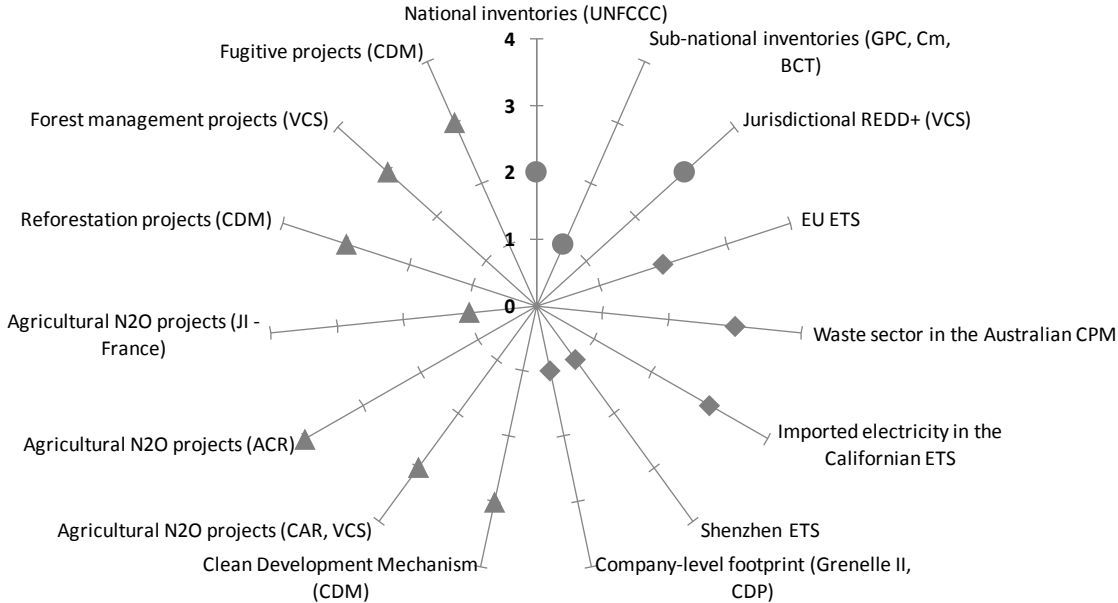 National inventories (UNFCCC)
4
Sub-national inventories (GPC, Cm,
BCT)
Fugitive projects (CDM)
3
Forest management projects (VCS)
Jurisdictional REDD+ (VCS)
2
Reforestation projects (CDM)
EU ETS
1
0
Agricultural N2O projects (JI -
France)
Waste sector in the Australian CPM
Agricultural N2O projects (ACR)
Imported electricity in the
Californian ETS
Agricultural N2O projects (CAR, VCS)
Shenzhen ETS
Clean Development Mechanism
(CDM)
Company-level footprint (Grenelle II,
CDP)